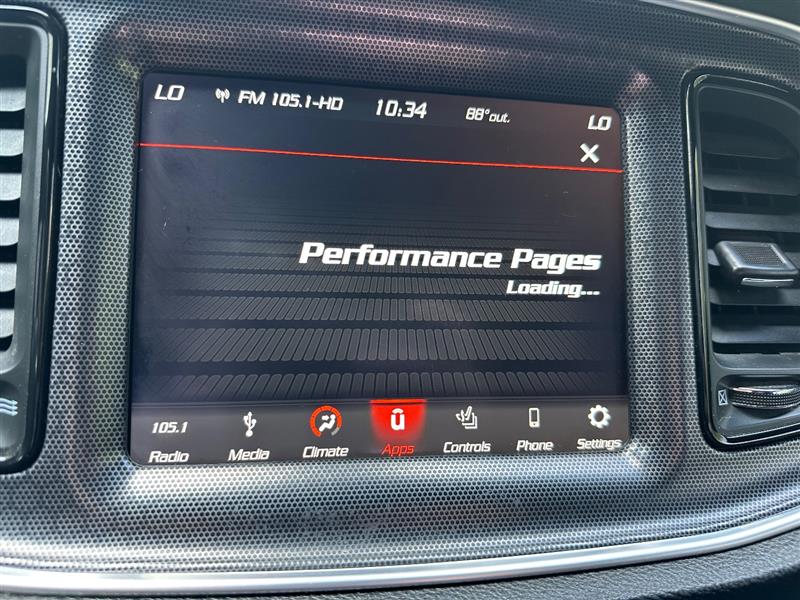 LO FM 105.1-HD 10:34 88°out. LO
X
Performance Pages
Loading...
105.1
Radio Media Climate Apps Controls Phone Settings